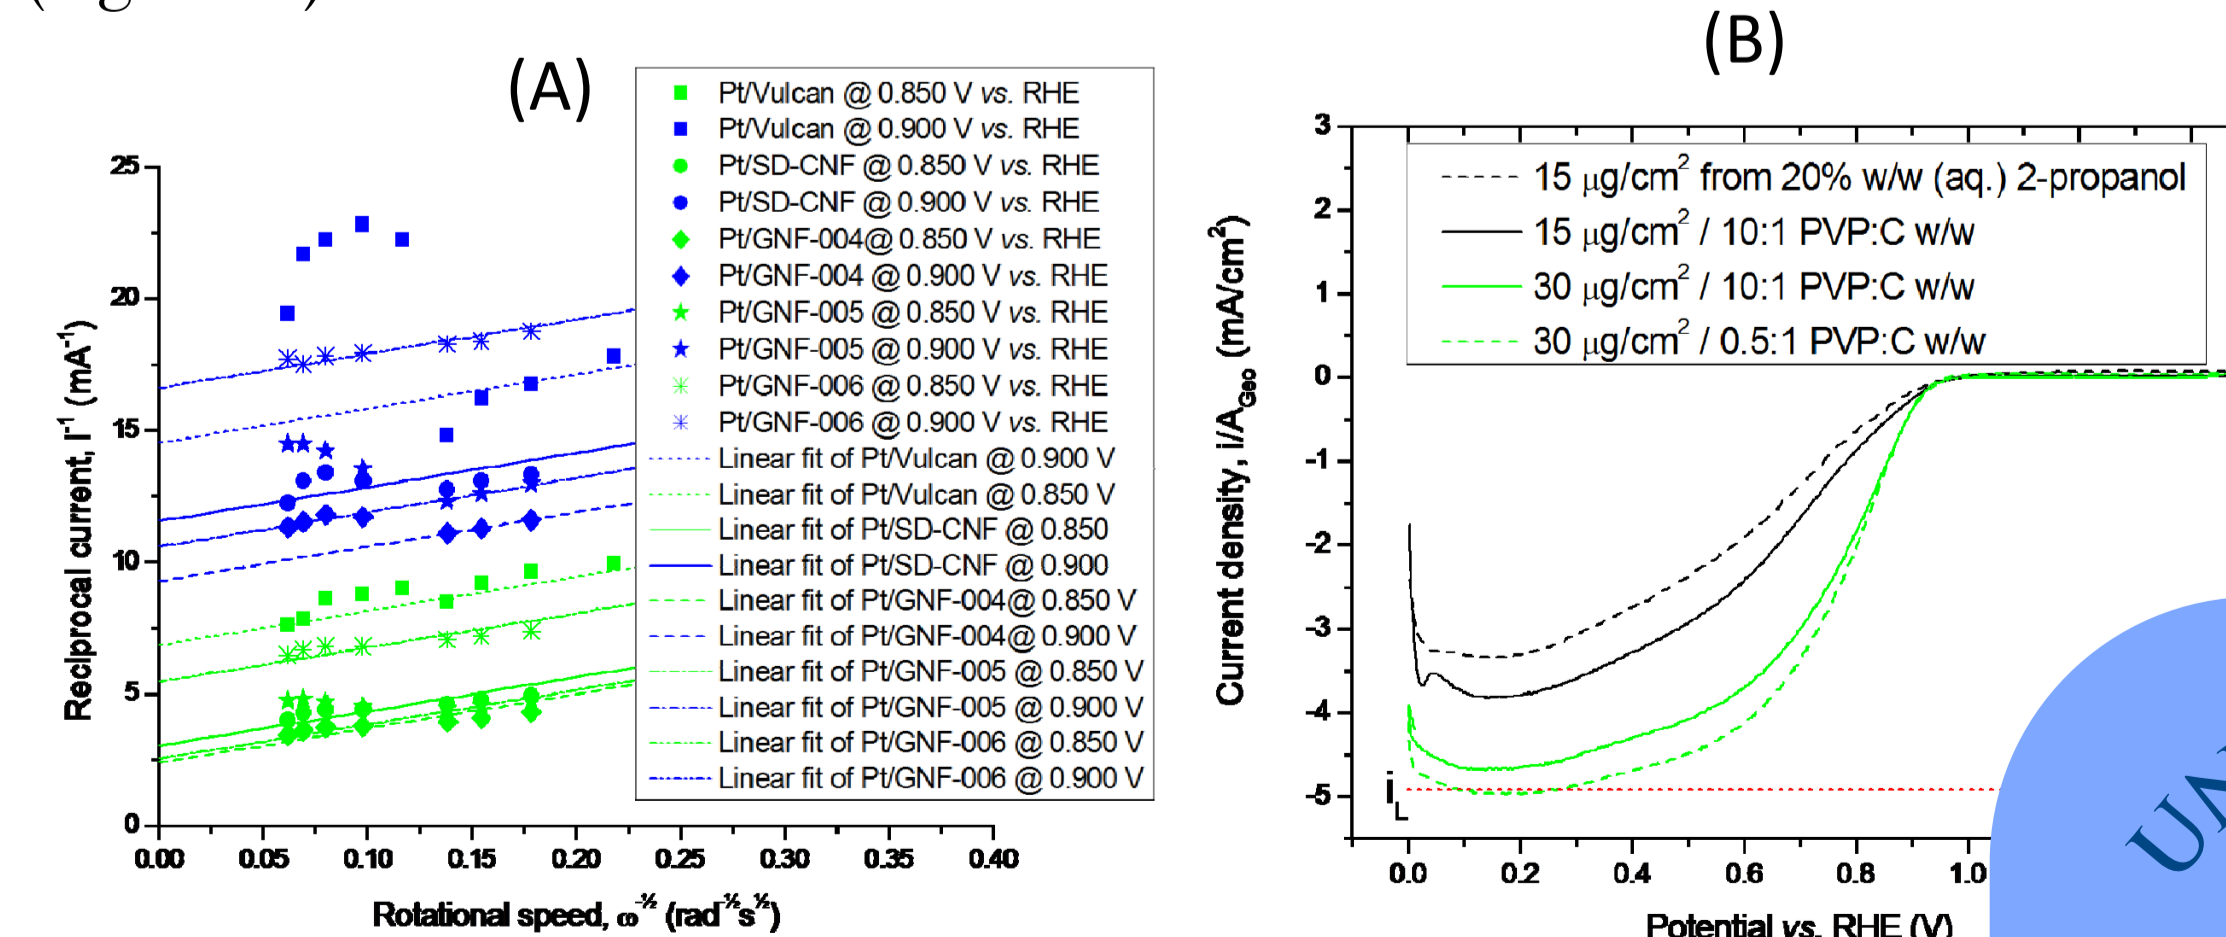 (A)
Pt/Vulcan @ 0.850 V vs. RHE
Pt/Vulcan @ 0.900 V vs. RHE
Pt/SD-CNF @ 0.850 V vs. RHE
Pt/SD-CNF @ 0.900 V vs. RHE
Pt/GNF-004@ 0.850 V vs. RHE
Pt/GNF-004 @ 0.900 V vs. RHE
Pt/GNF-005 @ 0.850 V vs. RHE
Pt/GNF-005 @ 0.900 V vs. RHE
Pt/GNF-006 @ 0.850 V vs. RHE
Pt/GNF-006 @ 0.900 V vs. RHE
Linear fit of Pt/Vulcan @ 0.900 V
Linear fit of Pt/Vulcan @ 0.850 V
Linear fit of Pt/SD-CNF @ 0.850
Linear fit of Pt/SD-CNF @ 0.900
Linear fit of Pt/GNF-004@ 0.850 V
Linear fit of Pt/GNF-004@ 0.900 V
Linear fit of Pt/GNF-005 @ 0.850 V
Linear fit of Pt/GNF-005 @ 0.900 V
Linear fit of Pt/GNF-006 @ 0.850 V
Linear fit of Pt/GNF-006 @ 0.900 V
25
20
15
10
5
0
Reciprocal current, I⁻¹ (mA⁻¹)
0.00 0.05 0.10 0.15 0.20 0.25 0.30 0.35 0.40
Rotational speed, ω^-½ (rad^-½s^½)
(B)
15 μg/cm² from 20% w/w (aq.) 2-propanol
15 μg/cm² / 10:1 PVP:C w/w
30 μg/cm² / 10:1 PVP:C w/w
30 μg/cm² / 0.5:1 PVP:C w/w
3
2
1
0
-1
-2
-3
-4
-5
Current density, i/A_Geo (mA/cm²)
i_L
0.0 0.2 0.4 0.6 0.8 1.0
Potential vs. RHE (V)